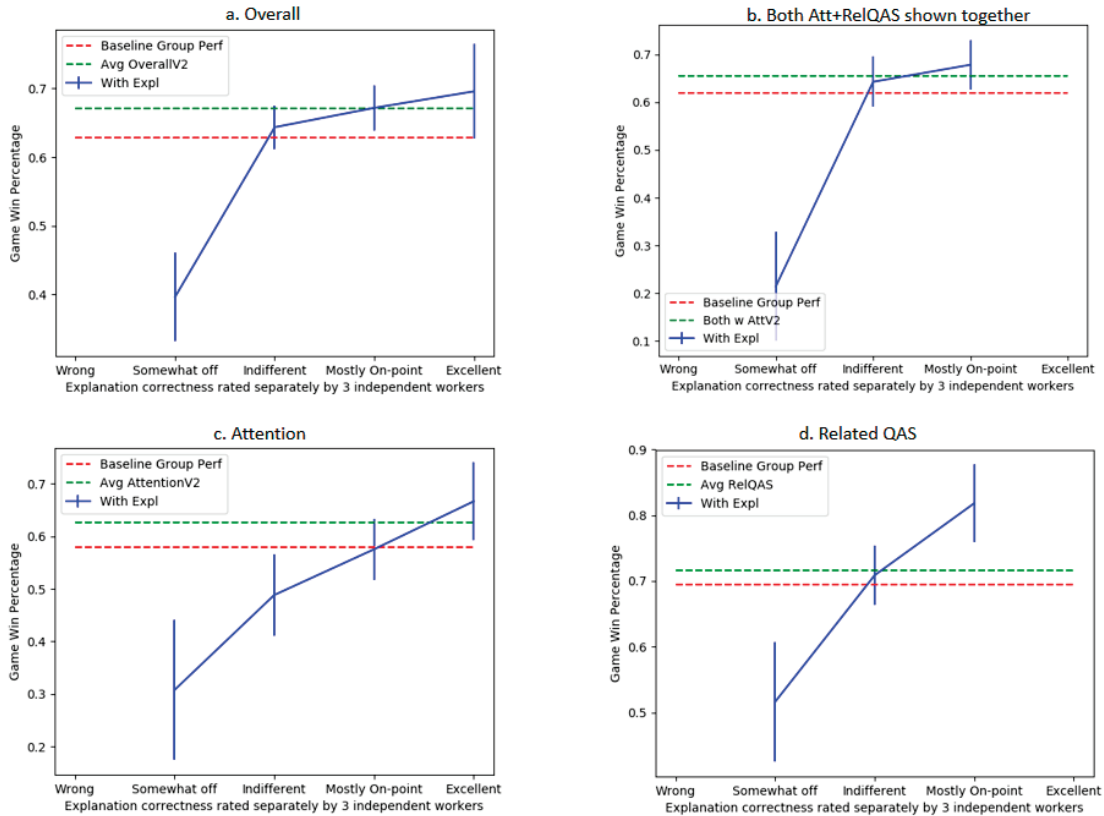 a. Overall
Baseline Group Perf
Avg OverallV2
With Expl
0.7
0.6
0.5
0.4
Game Win Percentage
Wrong Somewhat off Indifferent Mostly On-point Excellent
Explanation correctness rated separately by 3 independent workers
b. Both Att+RelQAS shown together
0.7
0.6
0.5
0.4
0.3
0.2
0.1
Game Win Percentage
Baseline Group Perf
Both w AttV2
With Expl
Wrong Somewhat off Indifferent Mostly On-point Excellent
Explanation correctness rated separately by 3 independent workers
c. Attention
Baseline Group Perf
Avg AttentionV2
With Expl
0.7
0.6
0.5
0.4
0.3
0.2
Game Win Percentage
Wrong Somewhat off Indifferent Mostly On-point Excellent
Explanation correctness rated separately by 3 independent workers
d. Related QAS
Baseline Group Perf
Avg RelQAS
With Expl
0.9
0.8
0.7
0.6
0.5
Game Win Percentage
Wrong Somewhat off Indifferent Mostly On-point Excellent
Explanation correctness rated separately by 3 independent workers